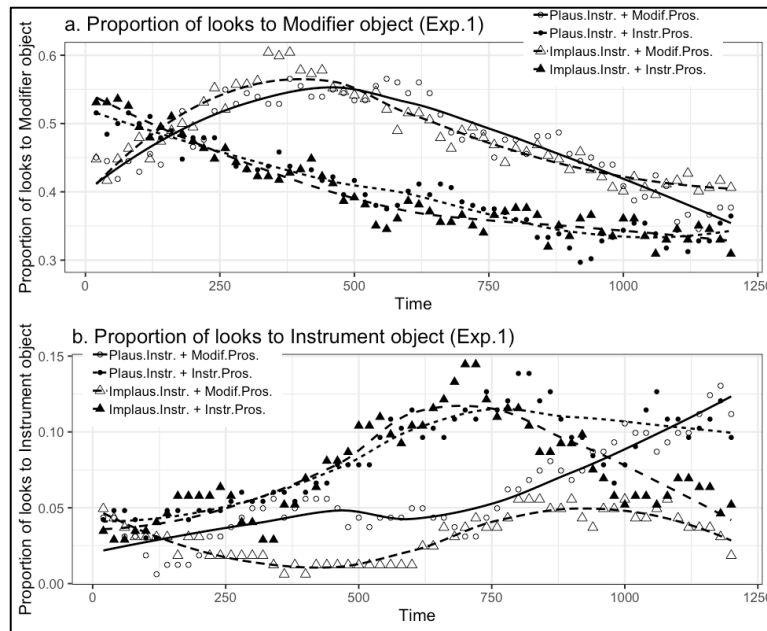 a. Proportion of looks to Modifier object (Exp.1)
Plaus.Instr. + Modif.Pros.
Plaus.Instr. + Instr.Pros.
Implaus.Instr. + Modif.Pros.
Implaus.Instr. + Instr.Pros.
Proportion of looks to Modifier object
0.6
0.5
0.4
0.3
0 250 500 750 1000 1250
Time
b. Proportion of looks to Instrument object (Exp.1)
Plaus.Instr. + Modif.Pros.
Plaus.Instr. + Instr.Pros.
Implaus.Instr. + Modif.Pros.
Implaus.Instr. + Instr.Pros.
Proportion of looks to Instrument object
0.15
0.10
0.05
0.00
0 250 500 750 1000 1250
Time